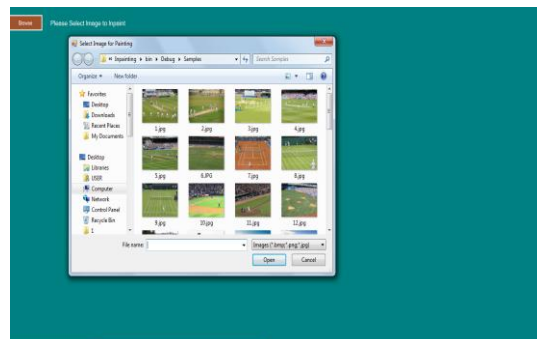 Browse
Please Select Image to Inpaint
Select Image for Painting
« Inpainting ▸ bin ▸ Debug ▸ Samples
Search Samples
Organize
New folder
Favorites
Desktop
Downloads
Recent Places
My Documents
Desktop
Libraries
USER
Computer
Network
Control Panel
Recycle Bin
1
1.jpg
2.jpg
3.jpg
4.jpg
5.jpg
6.JPG
7.jpg
8.jpg
9.jpg
10.jpg
11.jpg
12.jpg
File name:
Images (*.bmp;*.png;*.jpg)
Open
Cancel